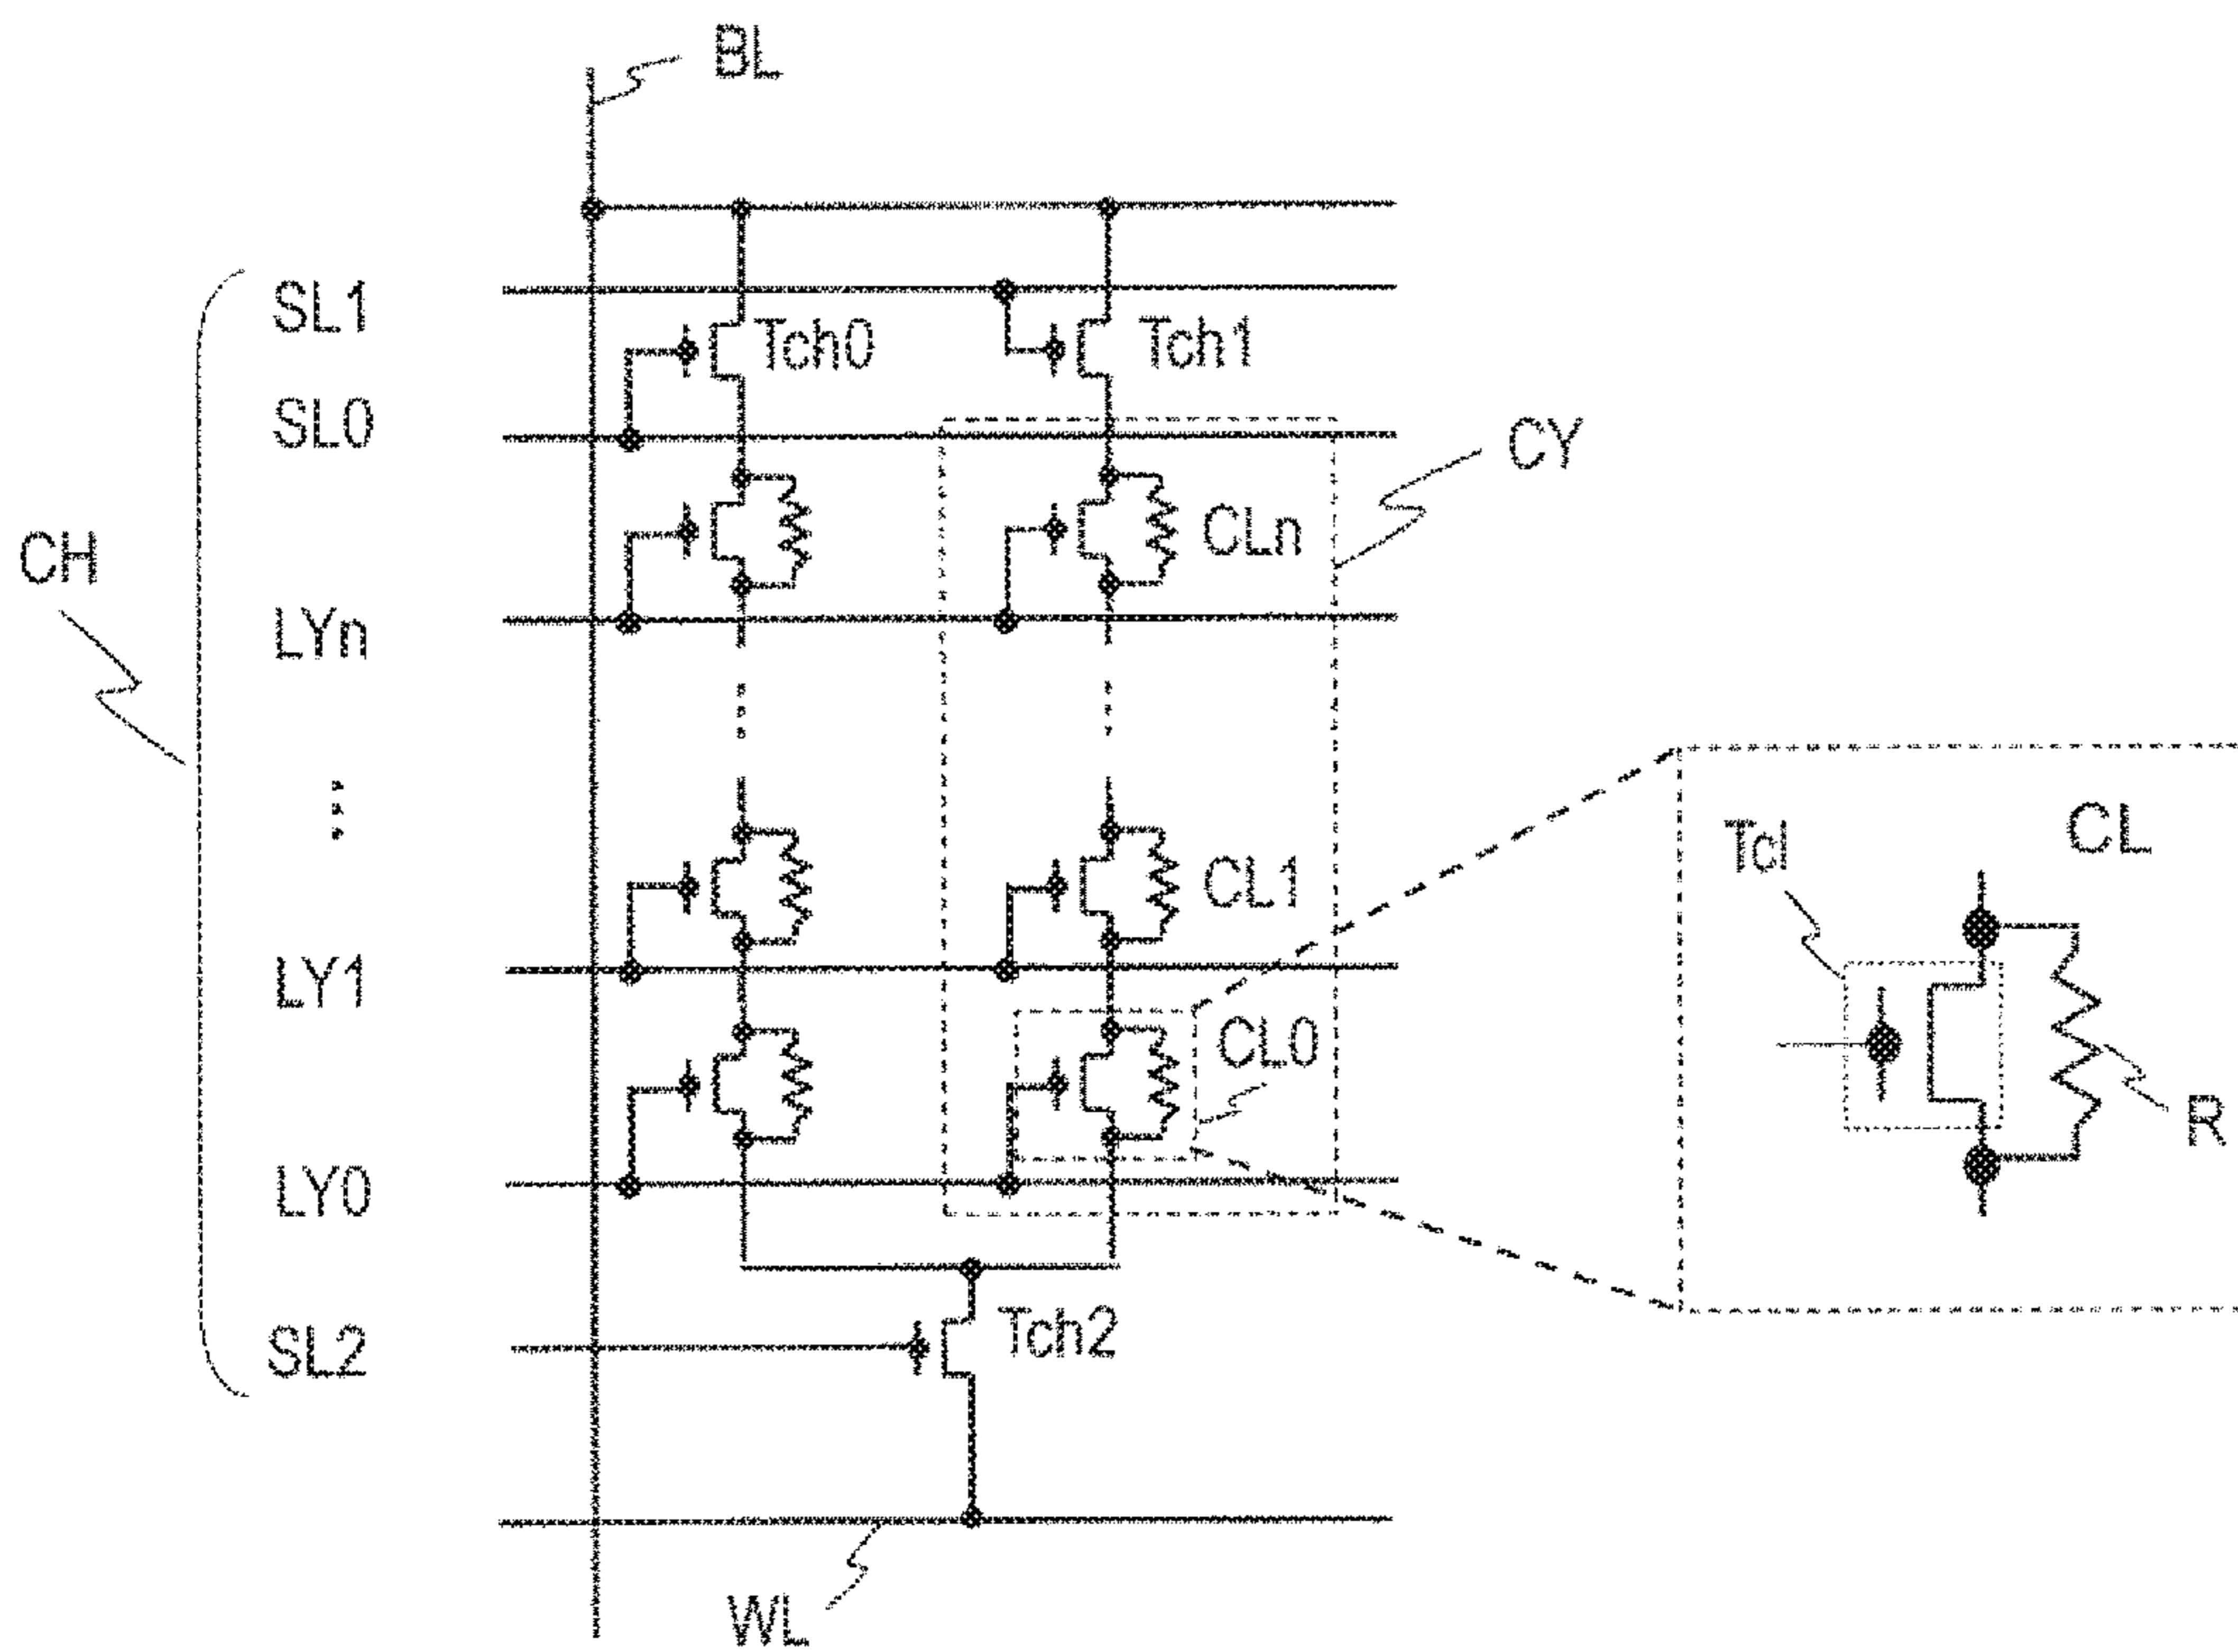 BL
SL1
Tch0
Tch1
SL0
CY
CLn
CH
LYn
⋮
CL
Tcl
CL1
LY1
CL0
R
LY0
Tch2
SL2
WL